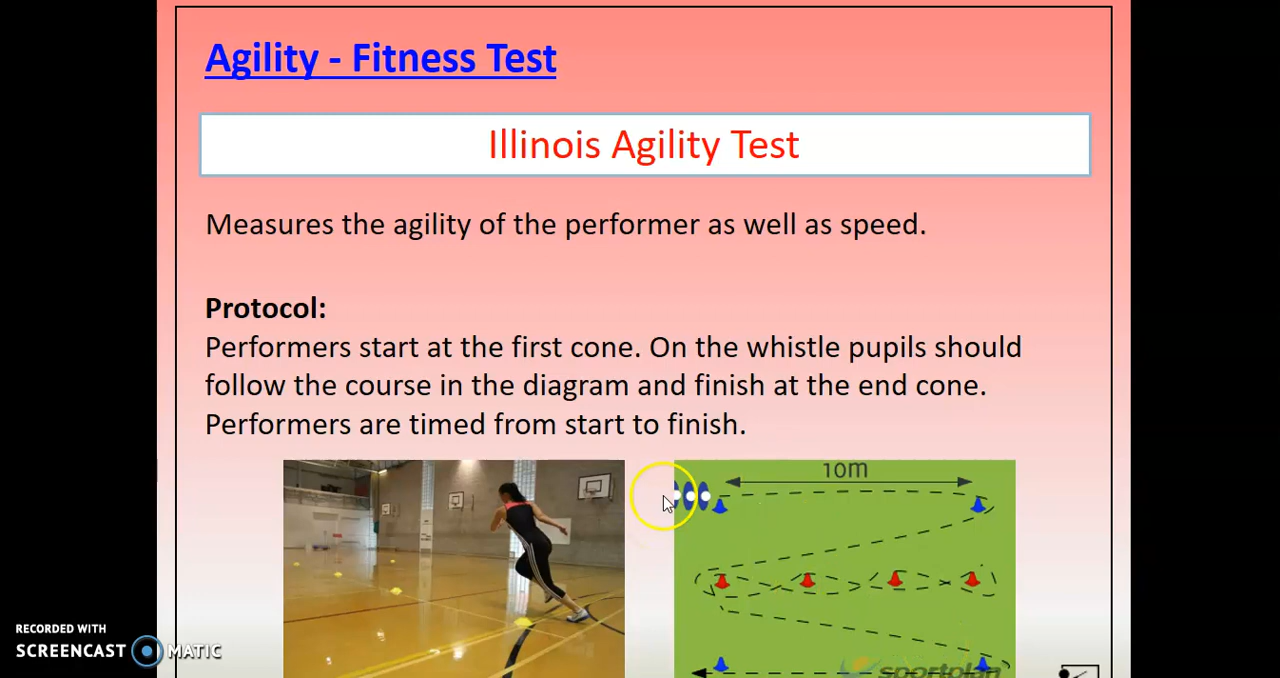 Agility - Fitness Test
Illinois Agility Test
Measures the agility of the performer as well as speed.
Protocol:
Performers start at the first cone. On the whistle pupils should
follow the course in the diagram and finish at the end cone.
Performers are timed from start to finish.
10m
sportplan
RECORDED WITH
SCREENCAST MATIC